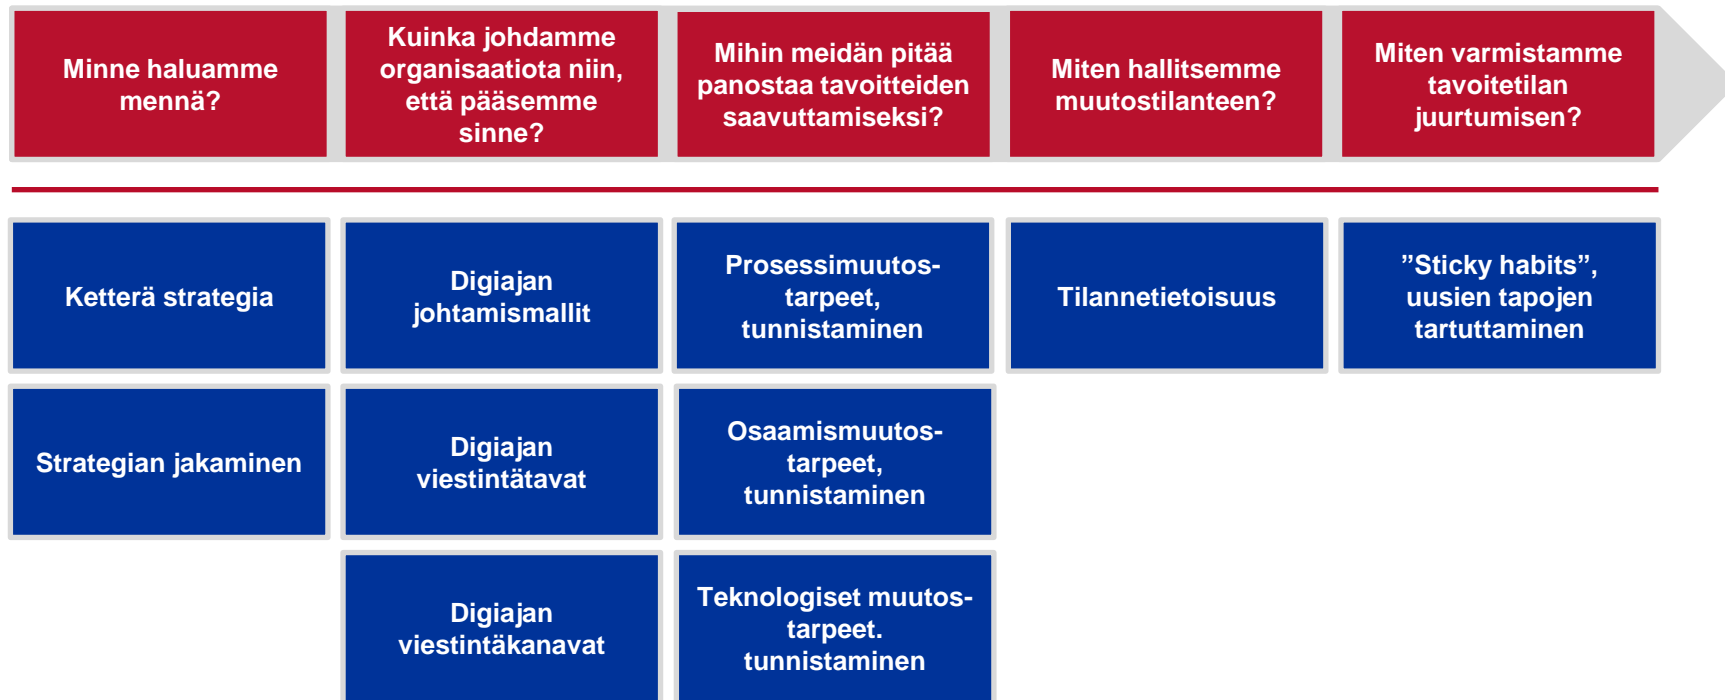 Minne haluamme
mennä?
Kuinka johdamme
organisaatiota niin,
että pääsemme
sinne?
Mihin meidän pitää
panostaa tavoitteiden
saavuttamiseksi?
Miten hallitsemme
muutostilanteen?
Miten varmistamme
tavoitetilan
juurtumisen?
Ketterä strategia
Digiajan
johtamismallit
Prosessimuutos-
tarpeet,
tunnistaminen
Tilannetietoisuus
”Sticky habits”,
uusien tapojen
tartuttaminen
Strategian jakaminen
Digiajan
viestintätavat
Osaamismuutos-
tarpeet,
tunnistaminen
Digiajan
viestintäkanavat
Teknologiset muutos-
tarpeet.
tunnistaminen